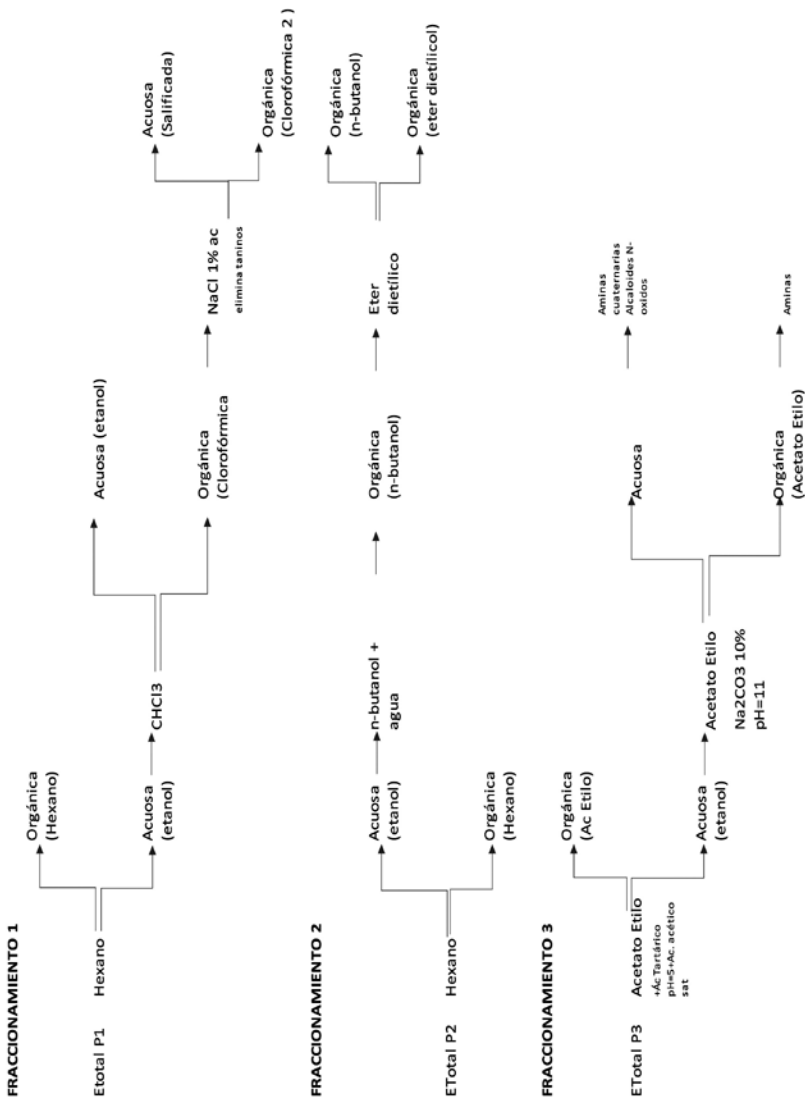 FRACCIONAMIENTO 1
Etotal P1
Hexano
Orgánica
(Hexano)
Acuosa
(etanol)
CHCl3
Acuosa (etanol)
Orgánica
(Clorofórmica
NaCl 1% ac
elimina taninos
Acuosa
(Salificada)
Orgánica
(Clorofórmica 2 )
FRACCIONAMIENTO 2
ETotal P2
Hexano
Acuosa
(etanol)
Orgánica
(Hexano)
n-butanol +
agua
Orgánica
(n-butanol)
Eter
dietílico
Orgánica
(n-butanol)
Orgánica
(eter dietílicol)
FRACCIONAMIENTO 3
ETotal P3
Acetato Etilo
+Ác Tartárico
pH=5+Ac. acético
sat
Orgánica
(Ac Etilo)
Acuosa
(etanol)
Acetato Etilo
Na2CO3 10%
pH=11
Acuosa
Orgánica
(Acetato Etilo)
Aminas
cuaternarias
Alcaloides N-
oxidos
Aminas